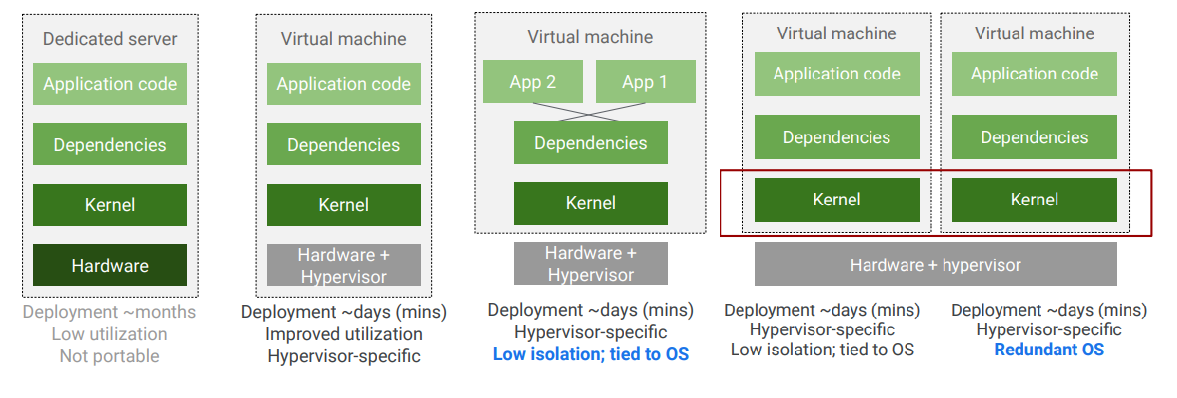 Dedicated server
Application code
Dependencies
Kernel
Hardware
Deployment ~months
Low utilization
Not portable
Virtual machine
Application code
Dependencies
Kernel
Hardware +
Hypervisor
Deployment ~days (mins)
Improved utilization
Hypervisor-specific
Virtual machine
App 2
App 1
Dependencies
Kernel
Hardware +
Hypervisor
Deployment ~days (mins)
Hypervisor-specific
Low isolation; tied to OS
Virtual machine
Application code
Dependencies
Kernel
Virtual machine
Application code
Dependencies
Kernel
Hardware + hypervisor
Deployment ~days (mins)
Hypervisor-specific
Low isolation; tied to OS
Deployment ~days (mins)
Hypervisor-specific
Redundant OS